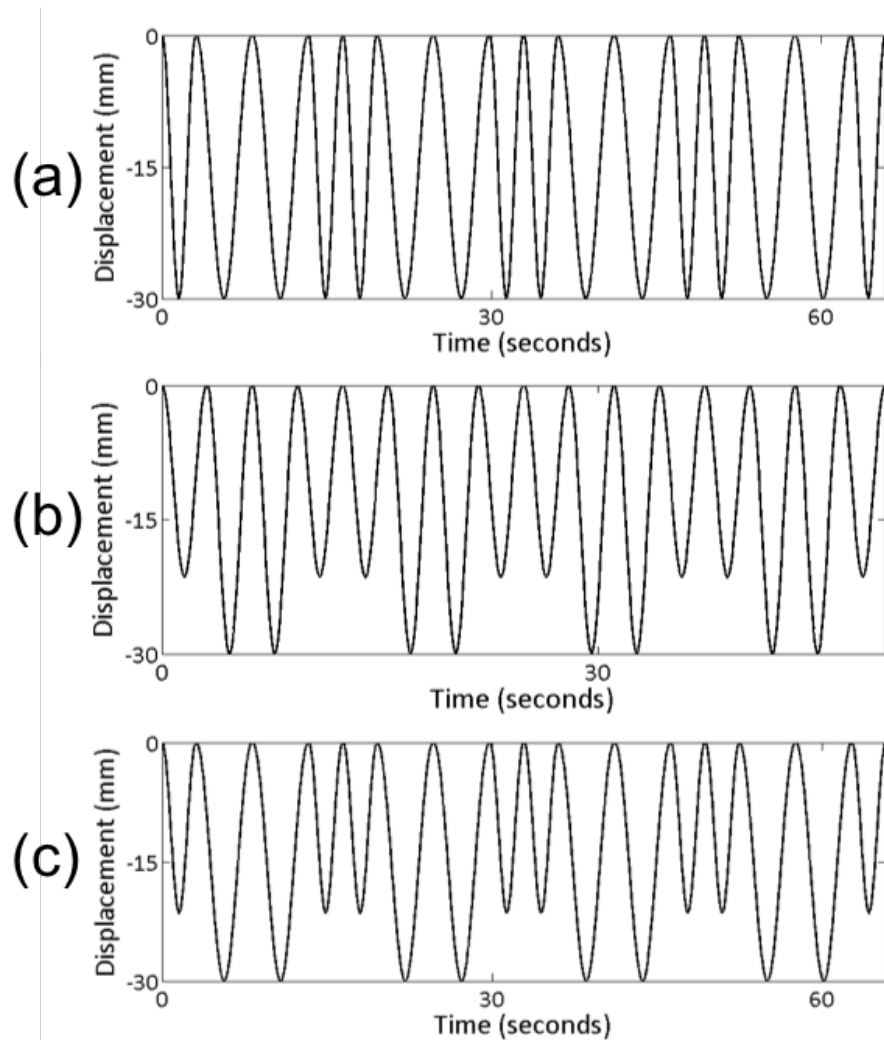 (a)
Displacement (mm)
0
-15
-30
0 30 60
Time (seconds)
(b)
Displacement (mm)
0
-15
-30
0 30
Time (seconds)
(c)
Displacement (mm)
0
-15
-30
0 30 60
Time (seconds)